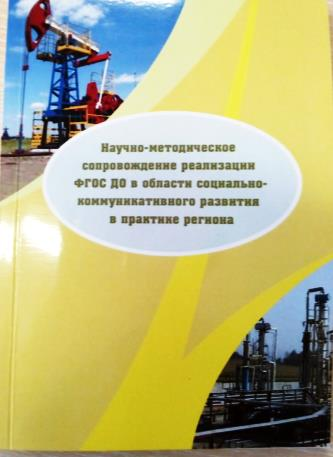 Научно-методическое
сопровождение реализации
ФГОС ДО в области социально-
коммуникативного развития
в практике региона